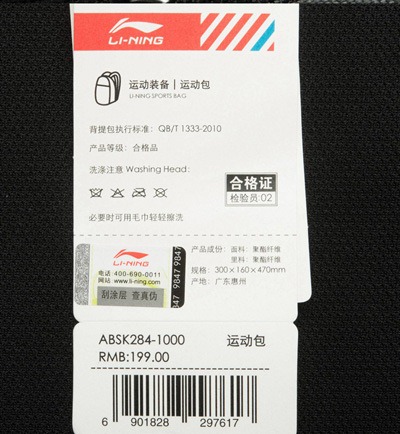 LI-NING
运动装备 | 运动包
LI-NING SPORTS BAG
背提包执行标准: QB/T 1333-2010
产品等级: 合格品
洗涤注意 Washing Head:
合格证
检验员:02
必要时可用毛巾轻轻擦洗
LI-NING
电话:400-690-0011
网站:www.li-ning.com
刮涂层 查真伪
9847 9847
产品成份: 面料: 聚酯纤维
里料: 聚酯纤维
规格: 300×160×470mm
产地: 广东惠州
ABSK284-1000 运动包
RMB:199.00
6 901828 297617